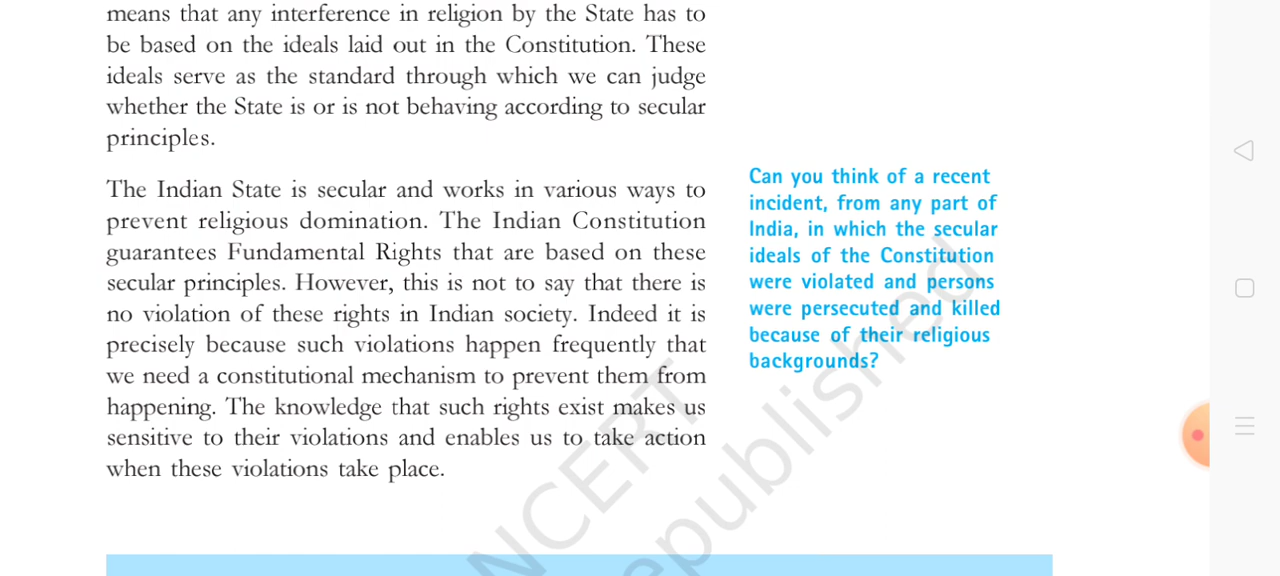 means that any interference in religion by the State has to
be based on the ideals laid out in the Constitution. These
ideals serve as the standard through which we can judge
whether the State is or is not behaving according to secular
principles.
The Indian State is secular and works in various ways to
prevent religious domination. The Indian Constitution
guarantees Fundamental Rights that are based on these
secular principles. However, this is not to say that there is
no violation of these rights in Indian society. Indeed it is
precisely because such violations happen frequently that
we need a constitutional mechanism to prevent them from
happening. The knowledge that such rights exist makes us
sensitive to their violations and enables us to take action
when these violations take place.
Can you think of a recent
incident, from any part of
India, in which the secular
ideals of the Constitution
were violated and persons
were persecuted and killed
because of their religious
backgrounds?
NCERT
epublished